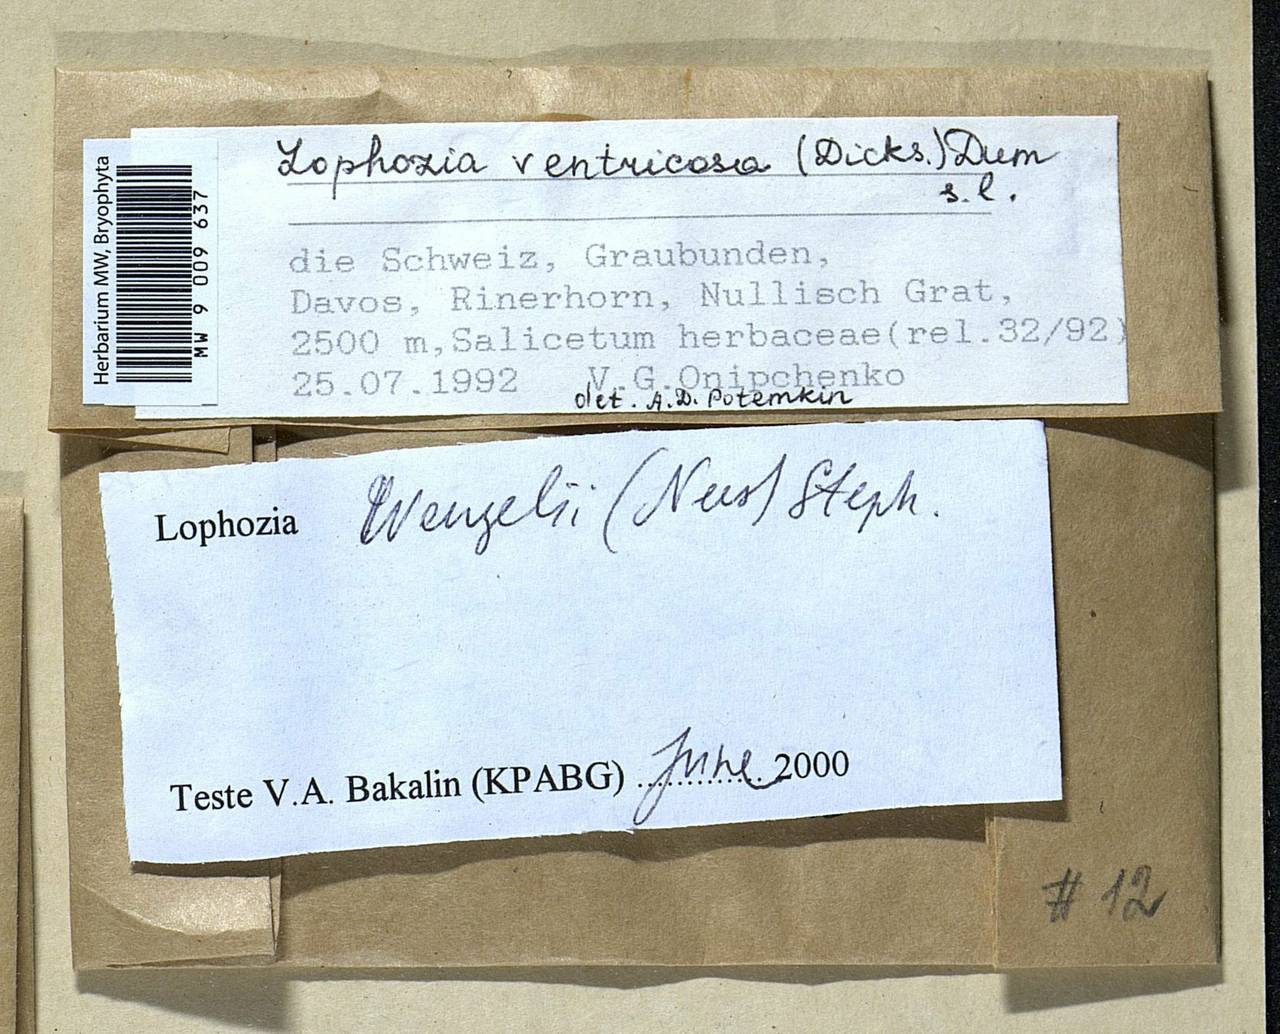 Herbarium MW, Bryophyta
MW 9 009 637
Lophozia ventricosa (Dicks.) Dum
s.l.
die Schweiz, Graubunden,
Davos, Rinerhorn, Nullisch Grat,
2500 m, Salicetum herbaceae(rel.32/92)
25.07.1992 V.G.Onipchenko
det. A.D. Potemkin
Lophozia Wenzelii (Nees) Steph.
Teste V.A. Bakalin (KPABG) June 2000
# 12